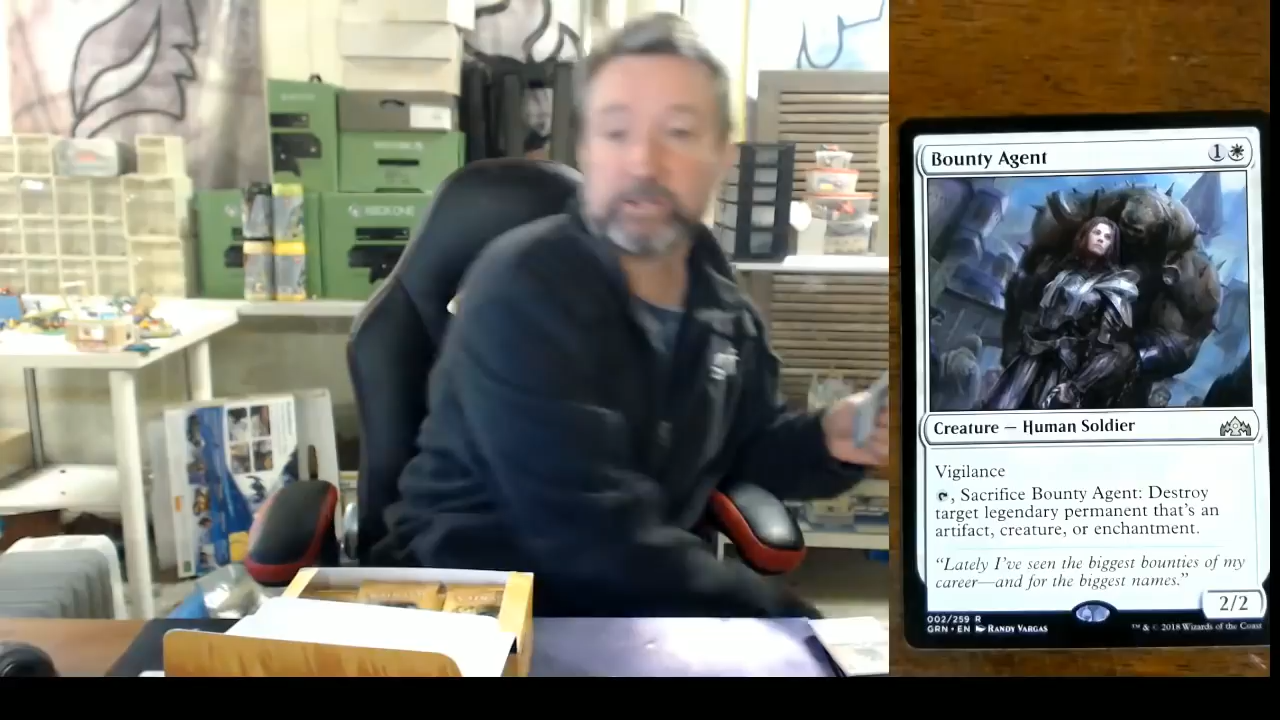 XBOX ONE
Bounty Agent
1
Creature — Human Soldier
Vigilance
, Sacrifice Bounty Agent: Destroy
target legendary permanent that's an
artifact, creature, or enchantment.
"Lately I've seen the biggest bounties of my
career—and for the biggest names."
2/2
002/259 R
GRN • EN RANDY VARGAS
™ & © 2018 Wizards of the Coast